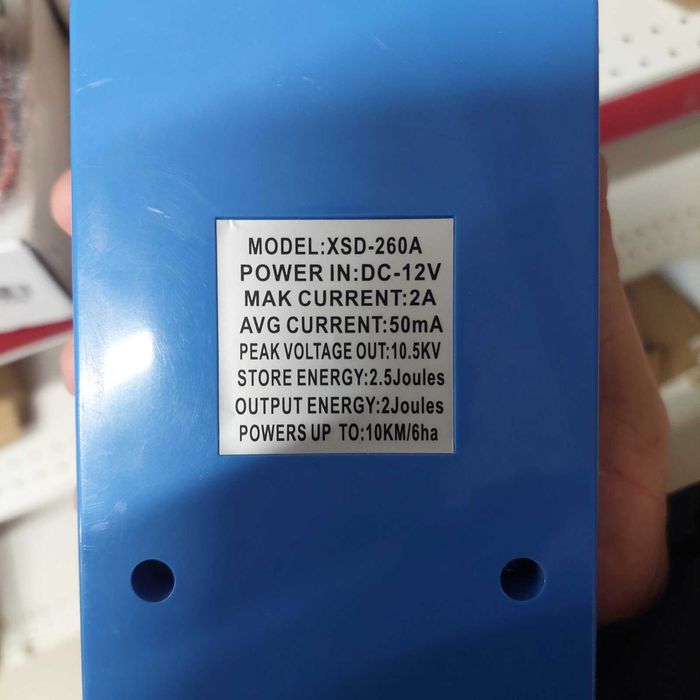 MODEL:XSD-260A
POWER IN:DC-12V
MAK CURRENT:2A
AVG CURRENT:50mA
PEAK VOLTAGE OUT:10.5KV
STORE ENERGY:2.5Joules
OUTPUT ENERGY:2Joules
POWERS UP TO:10KM/6ha